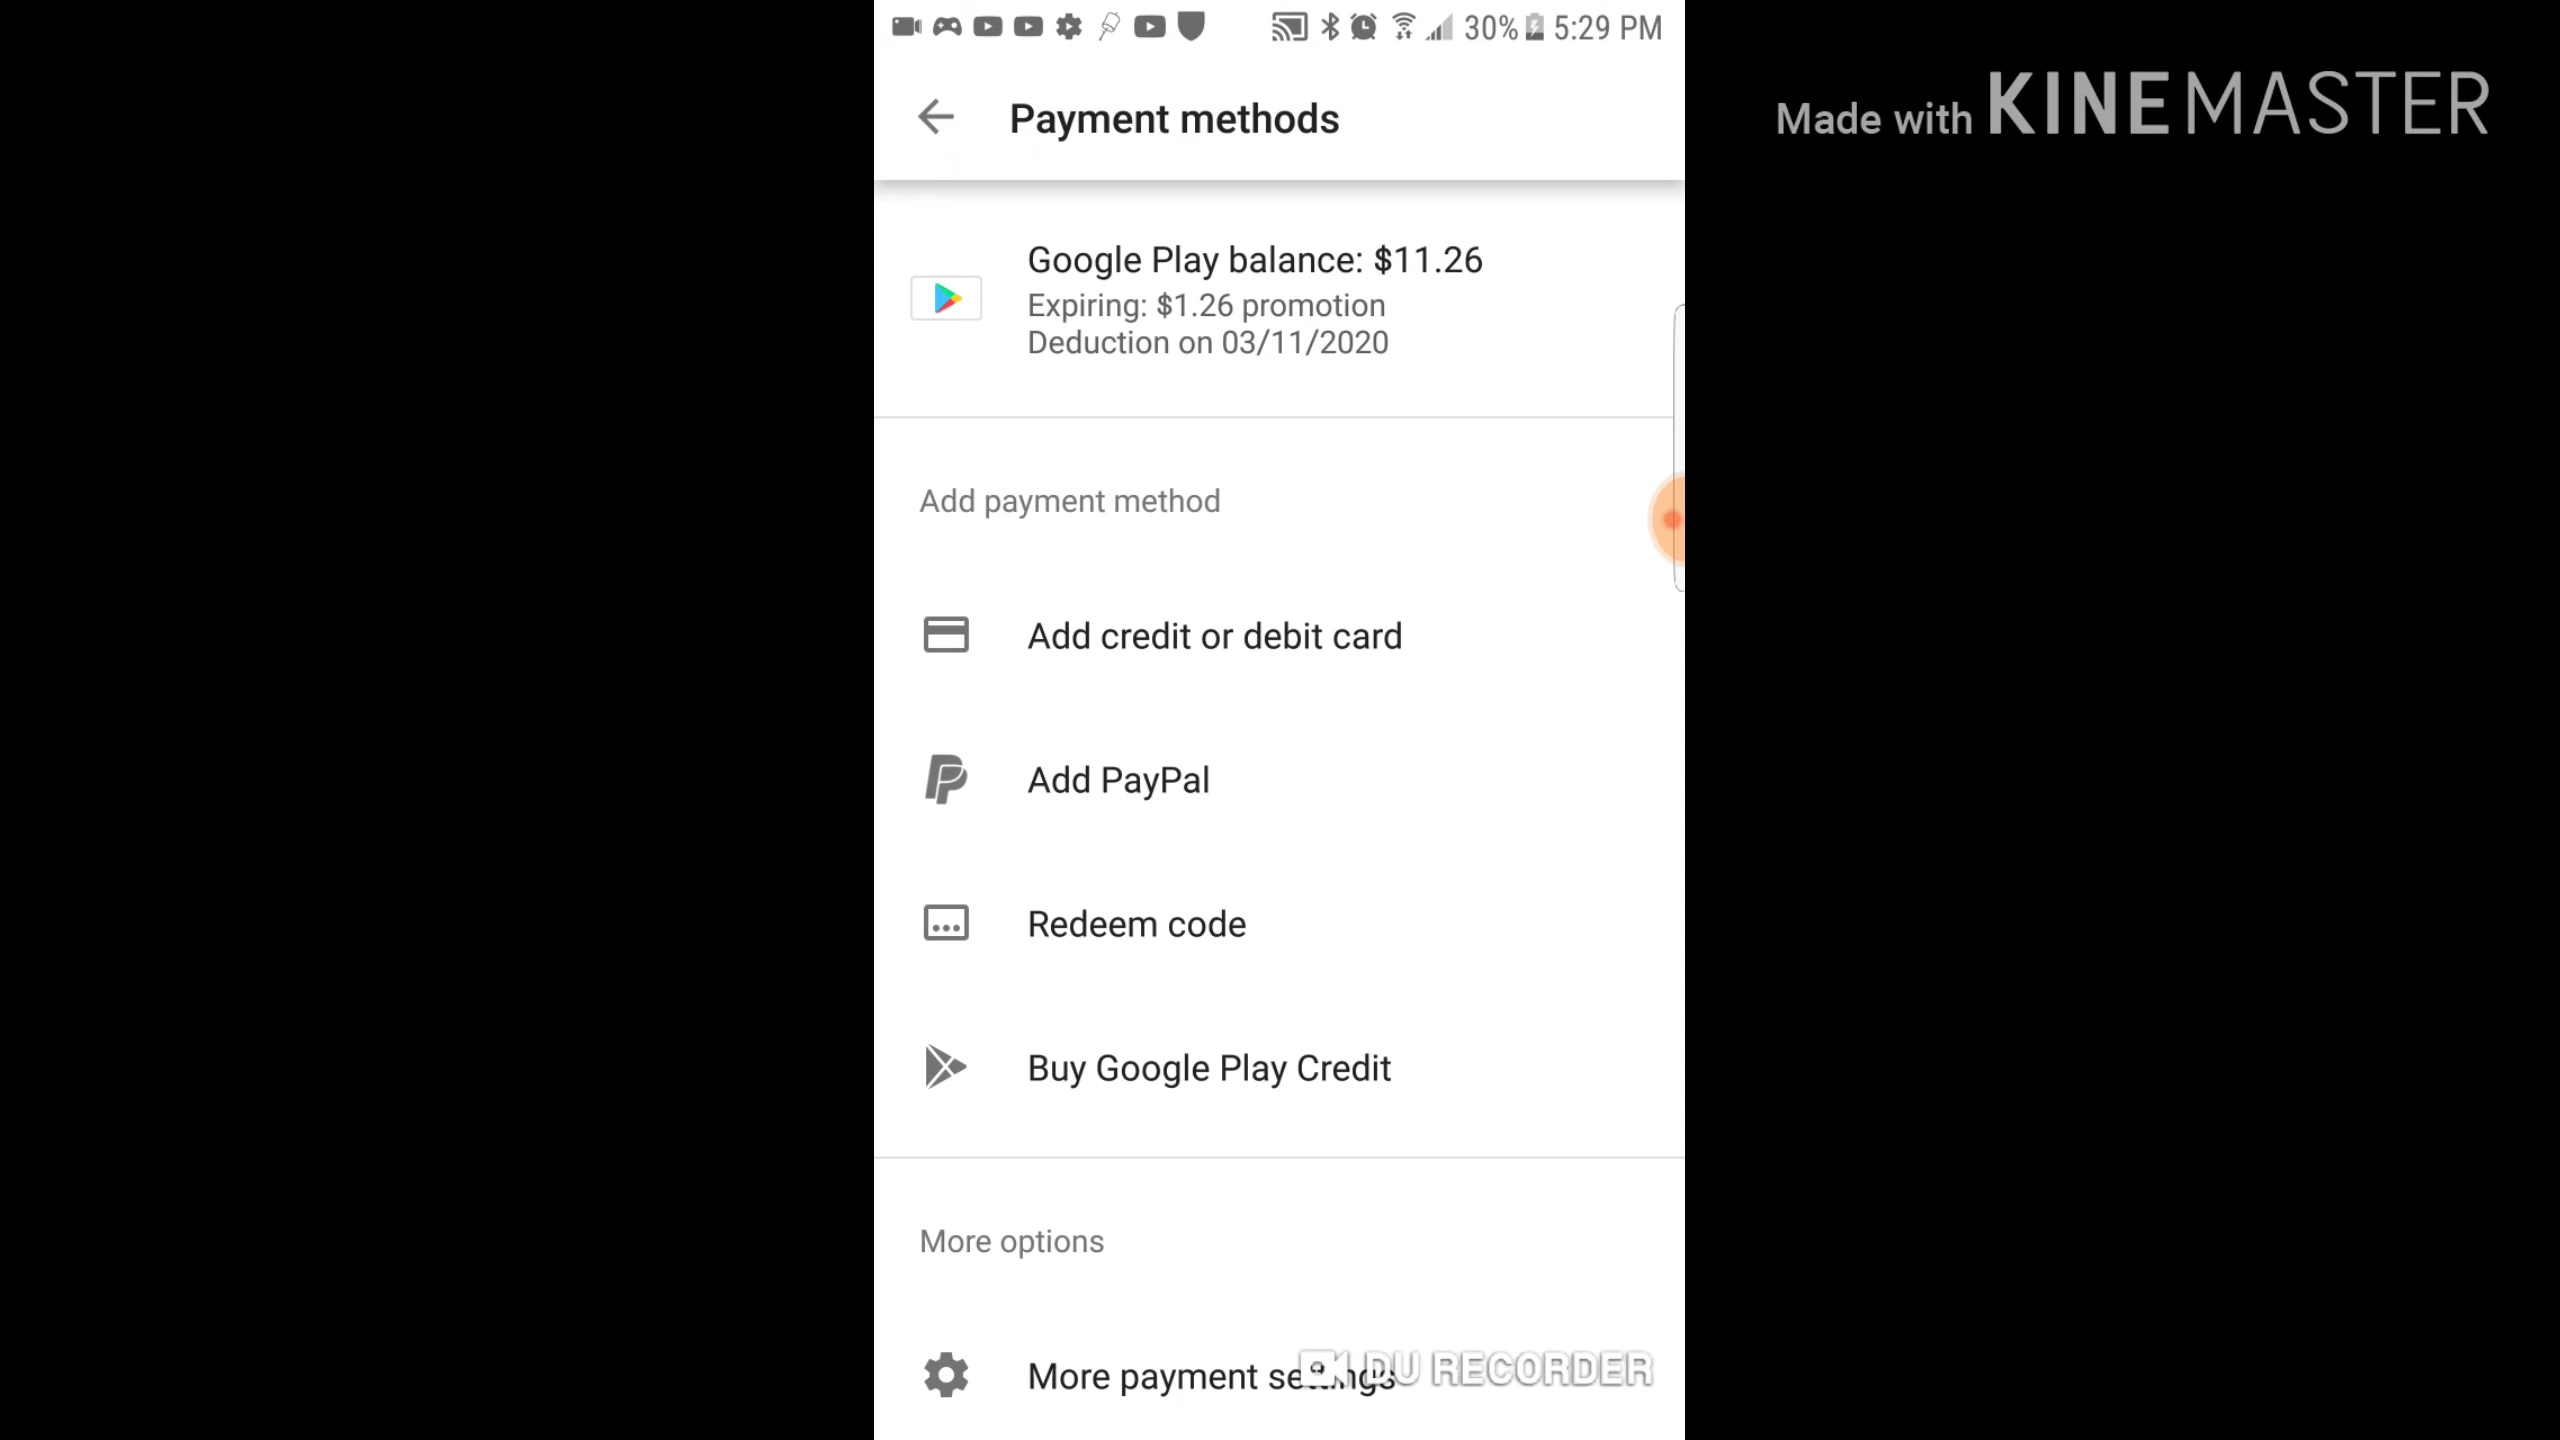 30% 5:29 PM
Made with KINEMASTER
Payment methods
Google Play balance: $11.26
Expiring: $1.26 promotion
Deduction on 03/11/2020
Add payment method
Add credit or debit card
Add PayPal
Redeem code
Buy Google Play Credit
More options
More payment settings
DU RECORDER